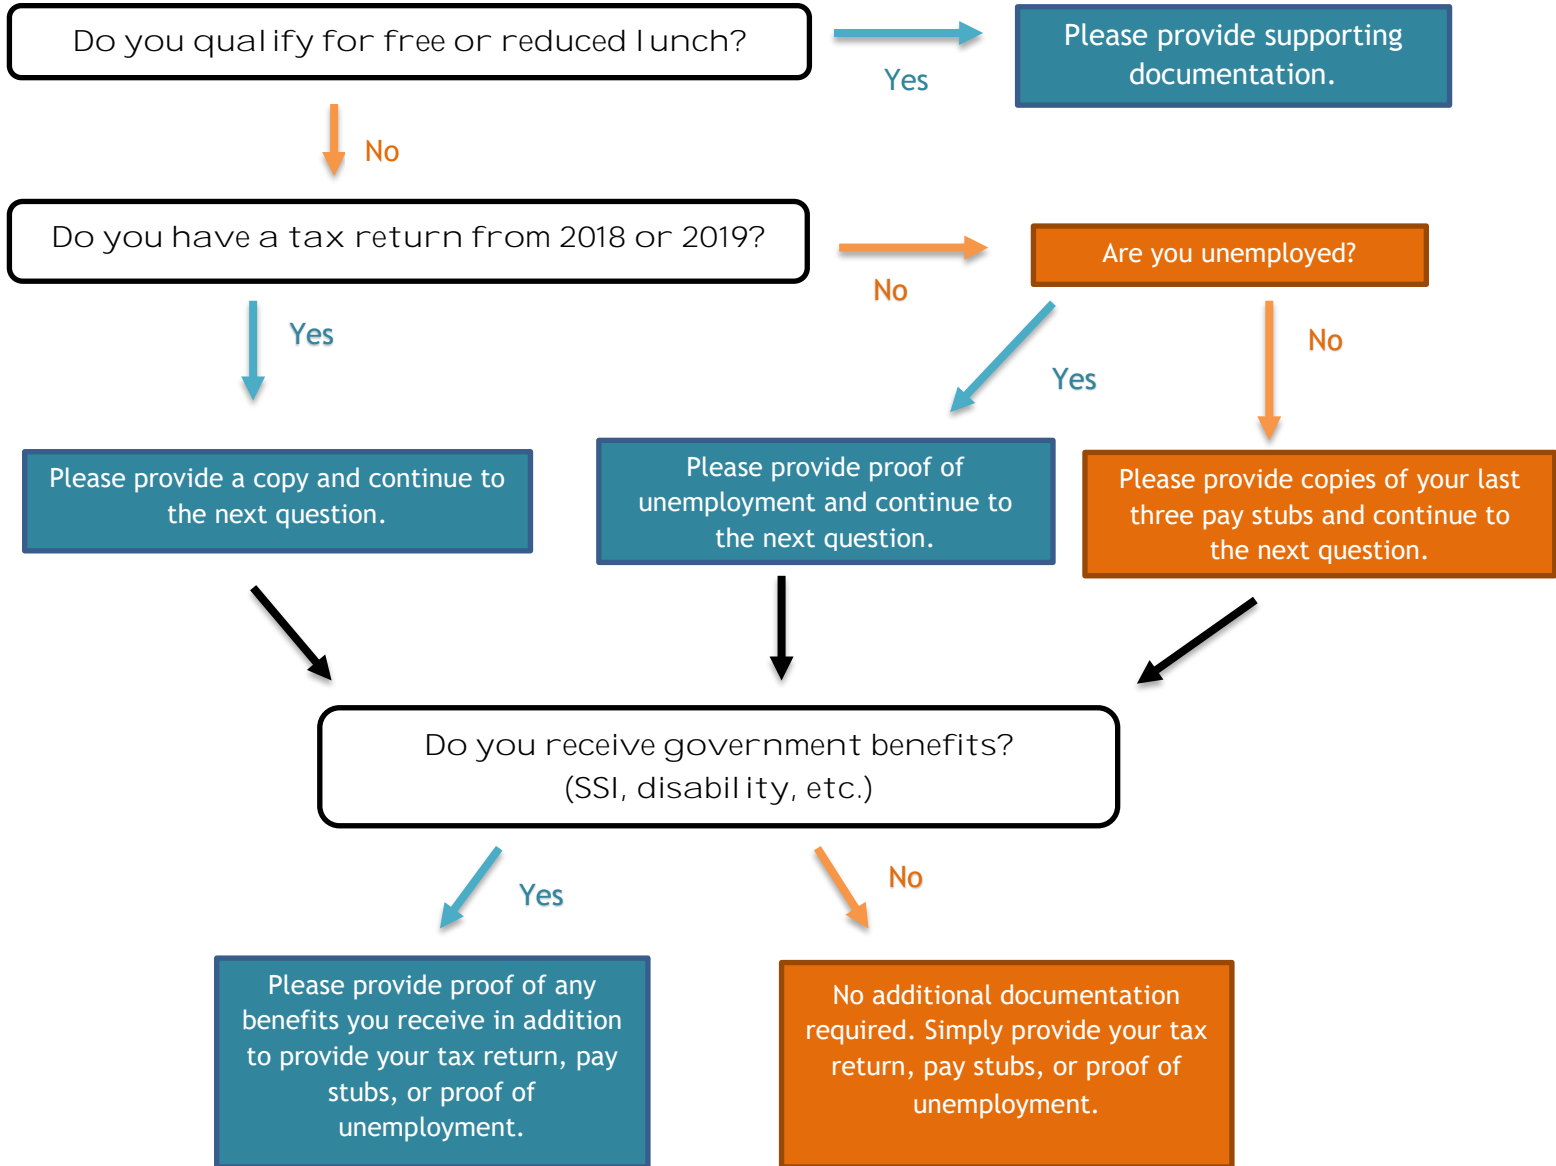 Do you qualify for free or reduced lunch?
Yes
Please provide supporting
documentation.
No
Do you have a tax return from 2018 or 2019?
No
Are you unemployed?
Yes
Yes
No
Please provide a copy and continue to
the next question.
Please provide proof of
unemployment and continue to
the next question.
Please provide copies of your last
three pay stubs and continue to
the next question.
Do you receive government benefits?
(SSI, disability, etc.)
Yes
No
Please provide proof of any
benefits you receive in addition
to provide your tax return, pay
stubs, or proof of
unemployment.
No additional documentation
required. Simply provide your tax
return, pay stubs, or proof of
unemployment.